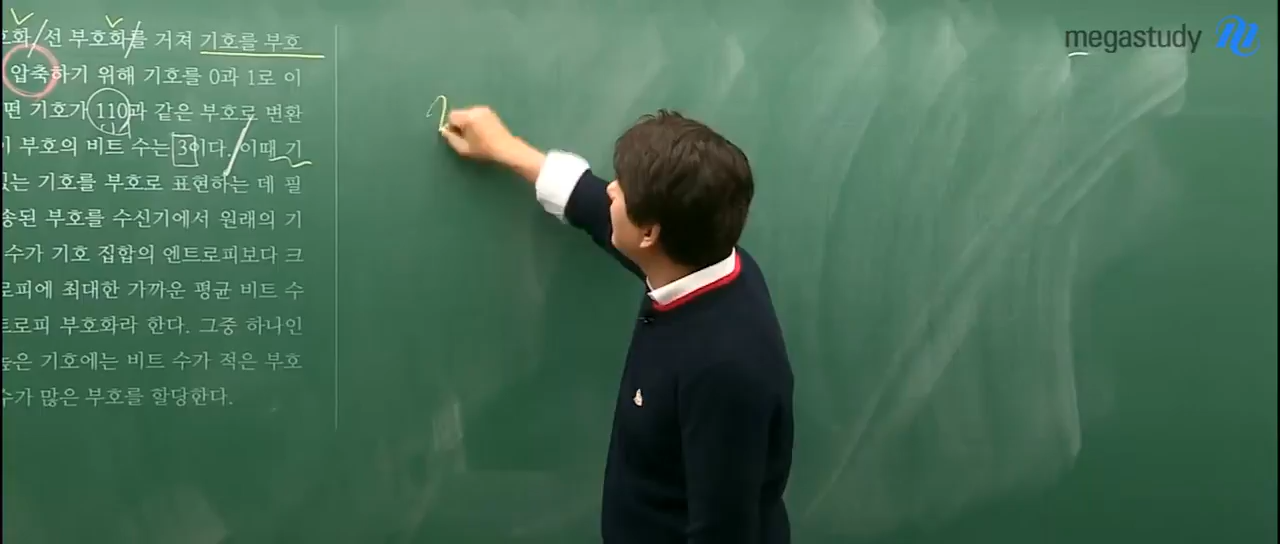 megastudy
선 부호화를 거쳐 기호를 부호
압축하기 위해 기호를 0과 1로 이
기호가 110과 같은 부호로 변환
부호의 비트 수는 3이다. 이때 기
있는 기호를 부호로 표현하는 데 필
송된 부호를 수신기에서 원래의 기
수가 기호 집합의 엔트로피보다 크
로피에 최대한 가까운 평균 비트 수
트로피 부호화라 한다. 그중 하나인
높은 기호에는 비트 수가 적은 부호
수가 많은 부호를 할당한다.